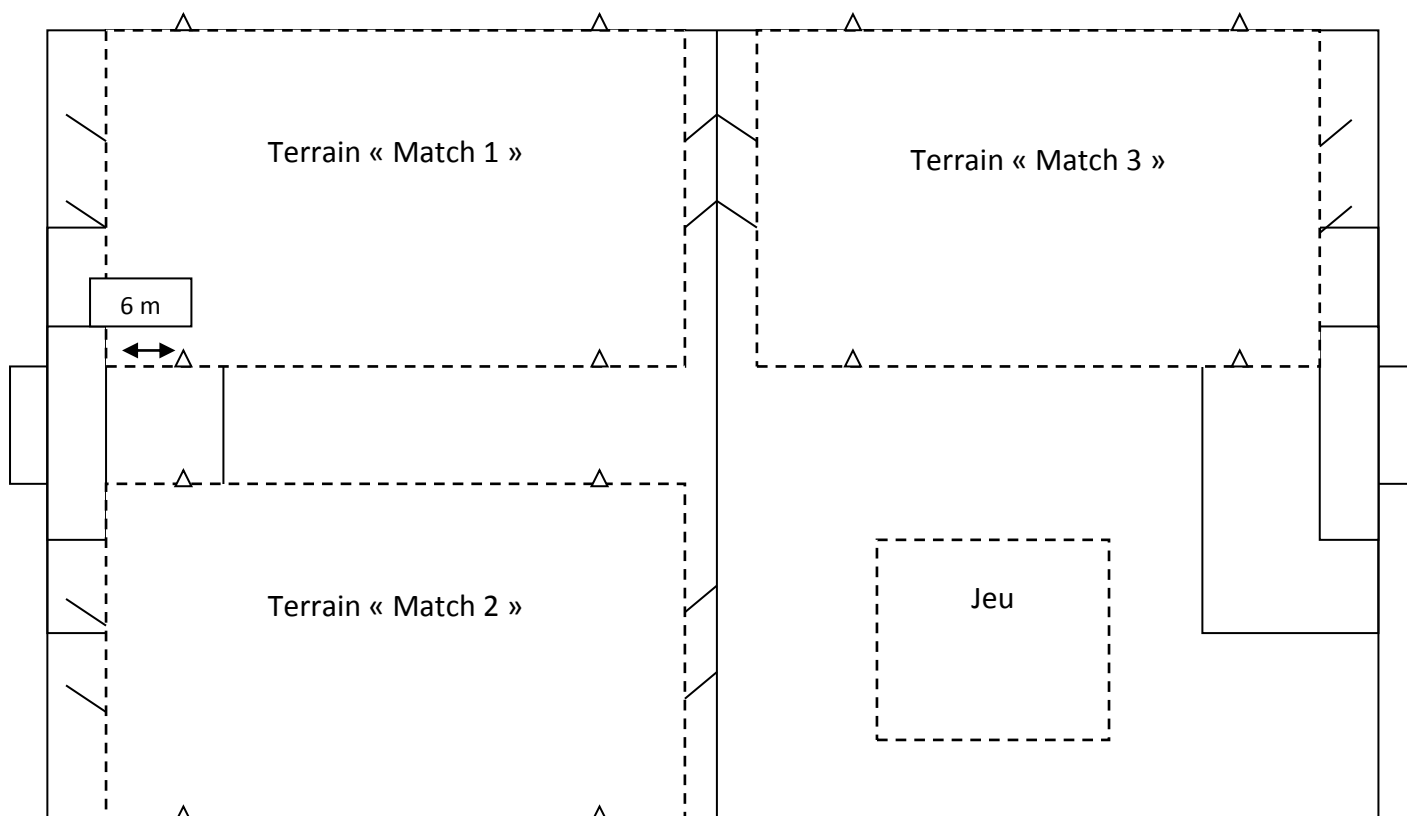 Terrain « Match 1 »
Terrain « Match 3 »
6 m
Terrain « Match 2 »
Jeu